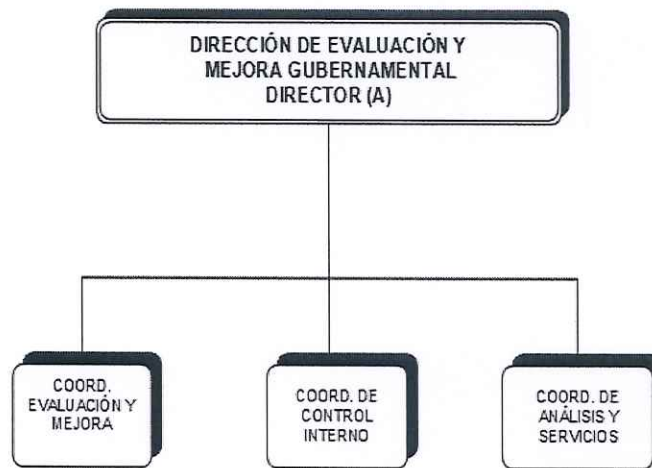 DIRECCIÓN DE EVALUACIÓN Y
MEJORA GUBERNAMENTAL
DIRECTOR (A)
COORD.
EVALUACIÓN Y
MEJORA
COORD. DE
CONTROL
INTERNO
COORD. DE
ANÁLISIS Y
SERVICIOS